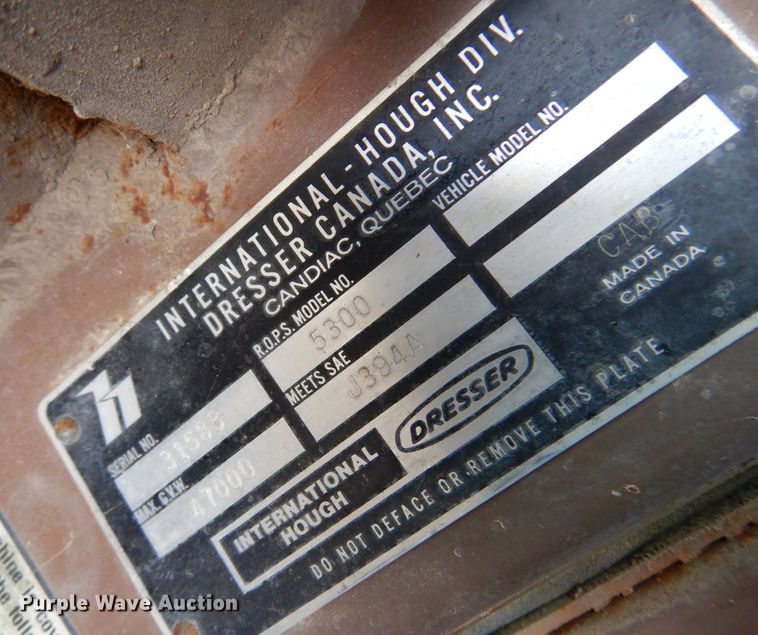 INTERNATIONAL - HOUGH DIV.
DRESSER CANADA, INC.
CANDIAC, QUEBEC
R.O.P.S. MODEL NO.
VEHICLE MODEL NO.
5300
SERIAL NO.
31583
MEETS SAE
J394A
CAB
MADE IN
CANADA
MAX. G.V.W.
47000
INTERNATIONAL
HOUGH
DRESSER
DO NOT DEFACE OR REMOVE THIS PLATE
Purple Wave Auction